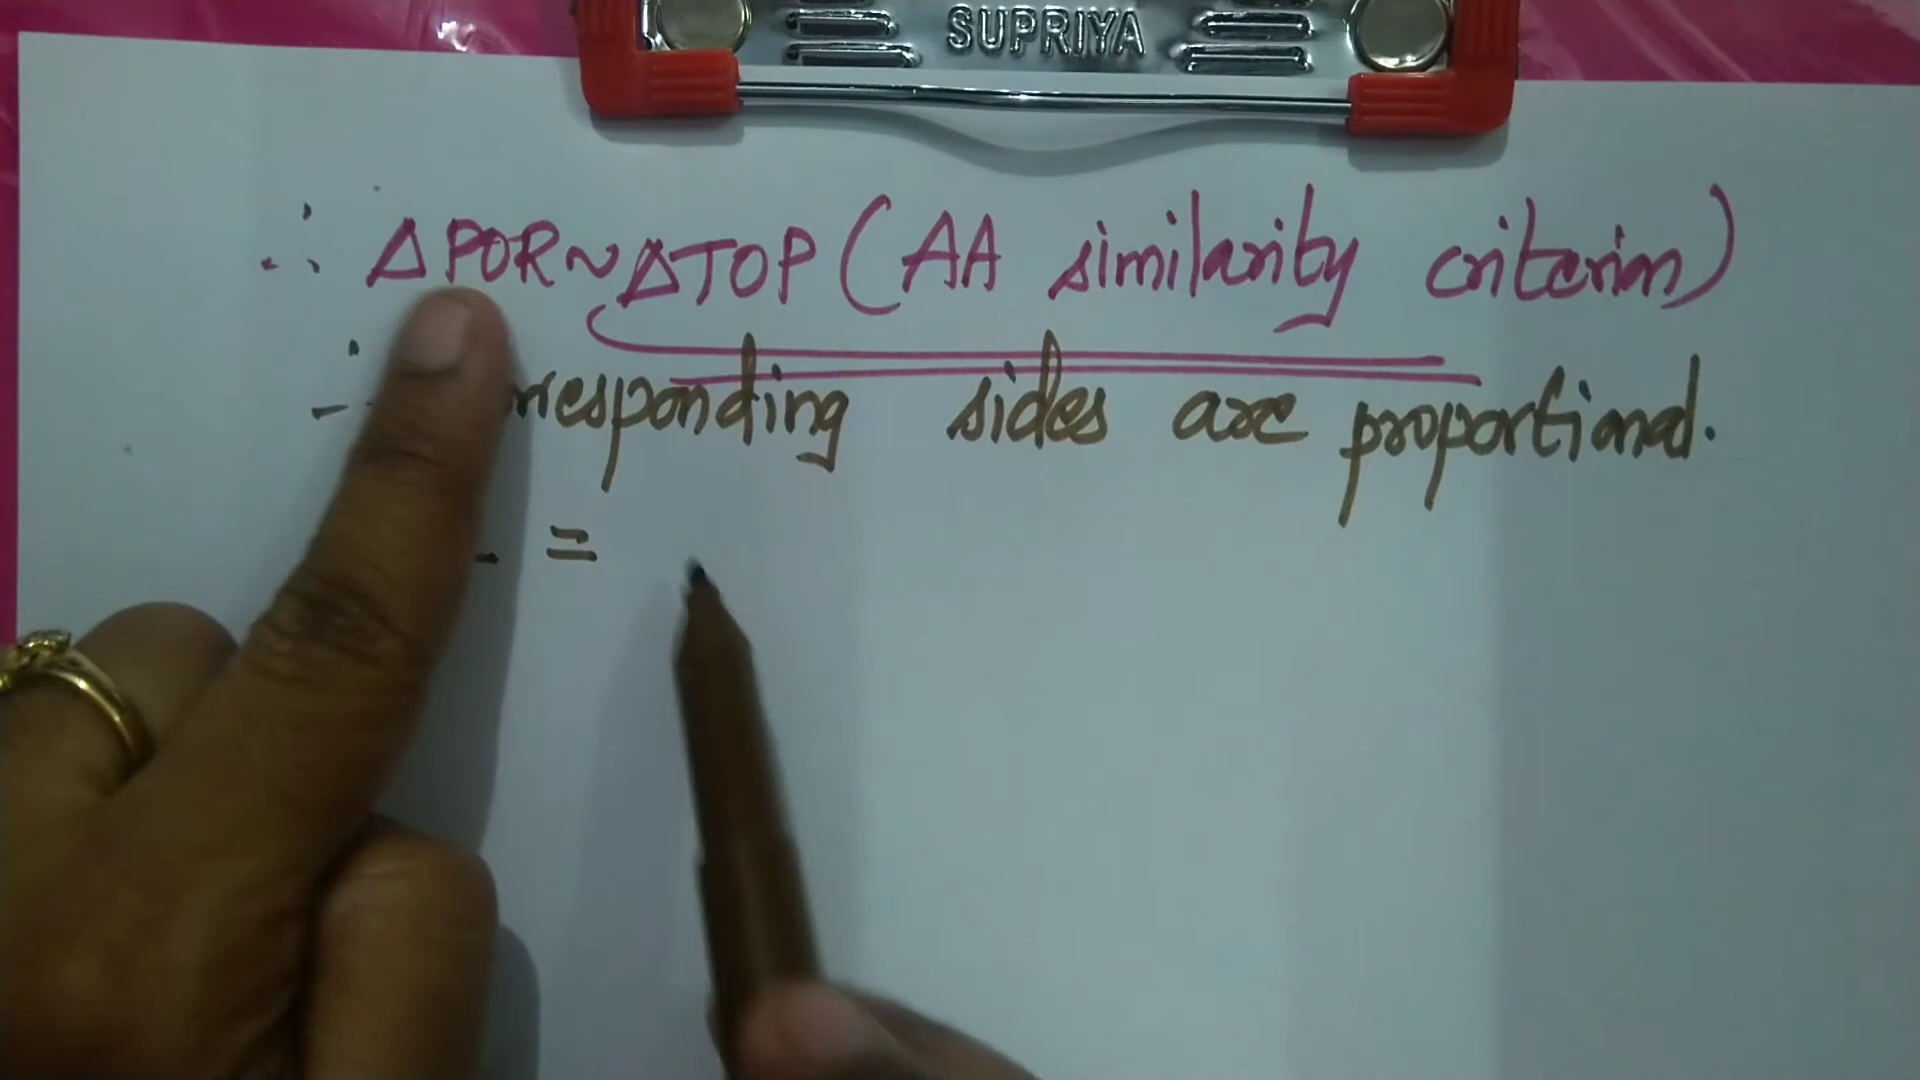 SUPRIYA
∴ ΔPOR ~ ΔTOP (AA similarity criterion)
responding sides are proportional.
- =